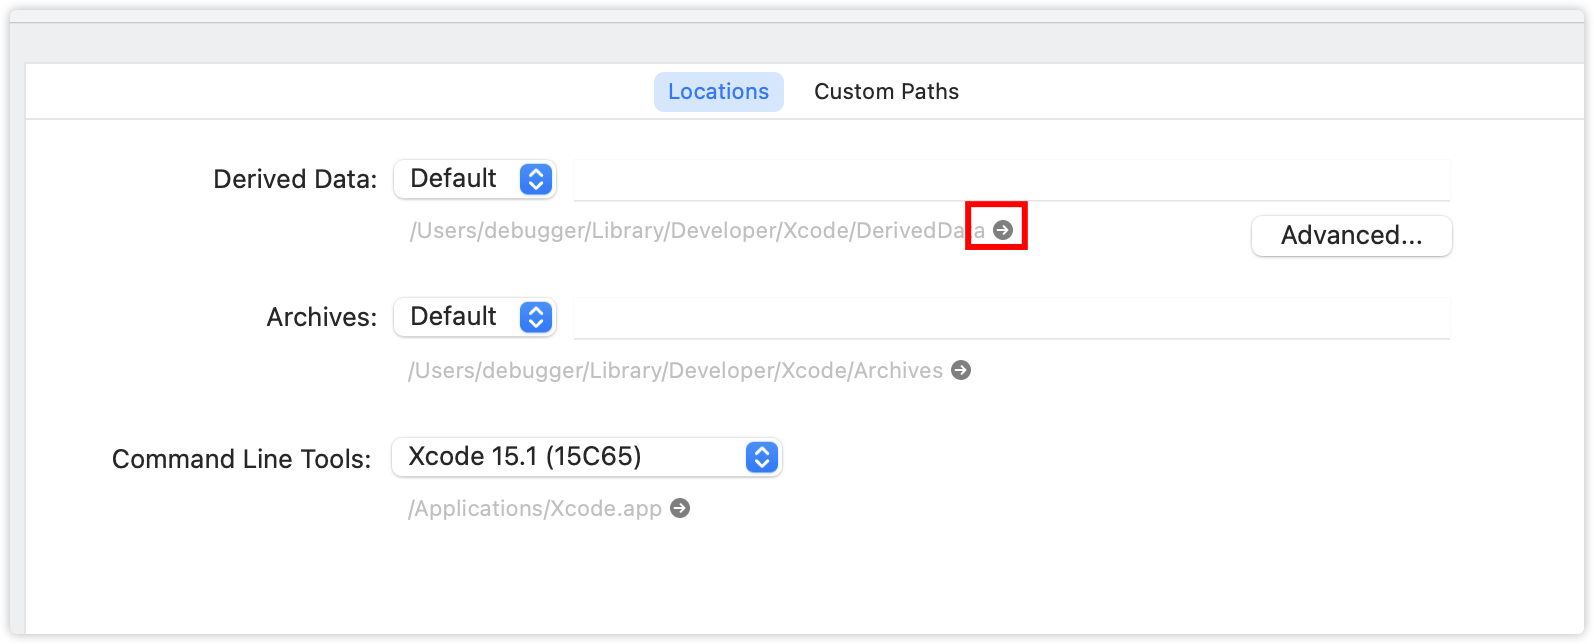 Locations Custom Paths
Derived Data: Default
/Users/debugger/Library/Developer/Xcode/DerivedData
Advanced...
Archives: Default
/Users/debugger/Library/Developer/Xcode/Archives
Command Line Tools: Xcode 15.1 (15C65)
/Applications/Xcode.app